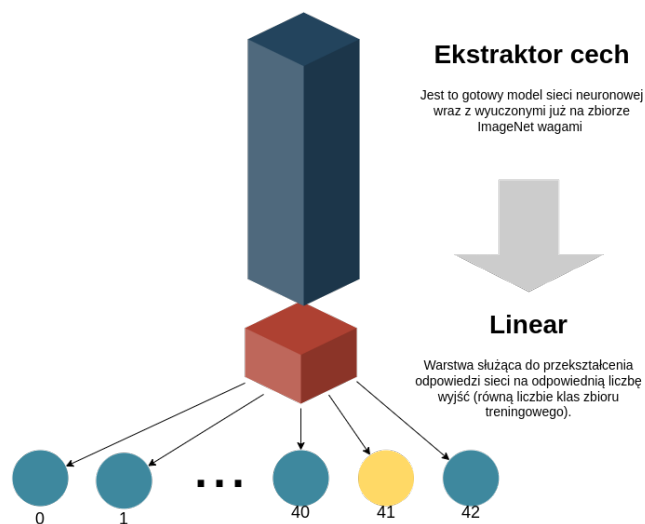 Ekstraktor cech
Jest to gotowy model sieci neuronowej
wraz z wyuczonymi już na zbiorze
ImageNet wagami
Linear
Warstwa służąca do przekształcenia
odpowiedzi sieci na odpowiednią liczbę
wyjść (równą liczbie klas zbioru
treningowego).
...
0 1 40 41 42